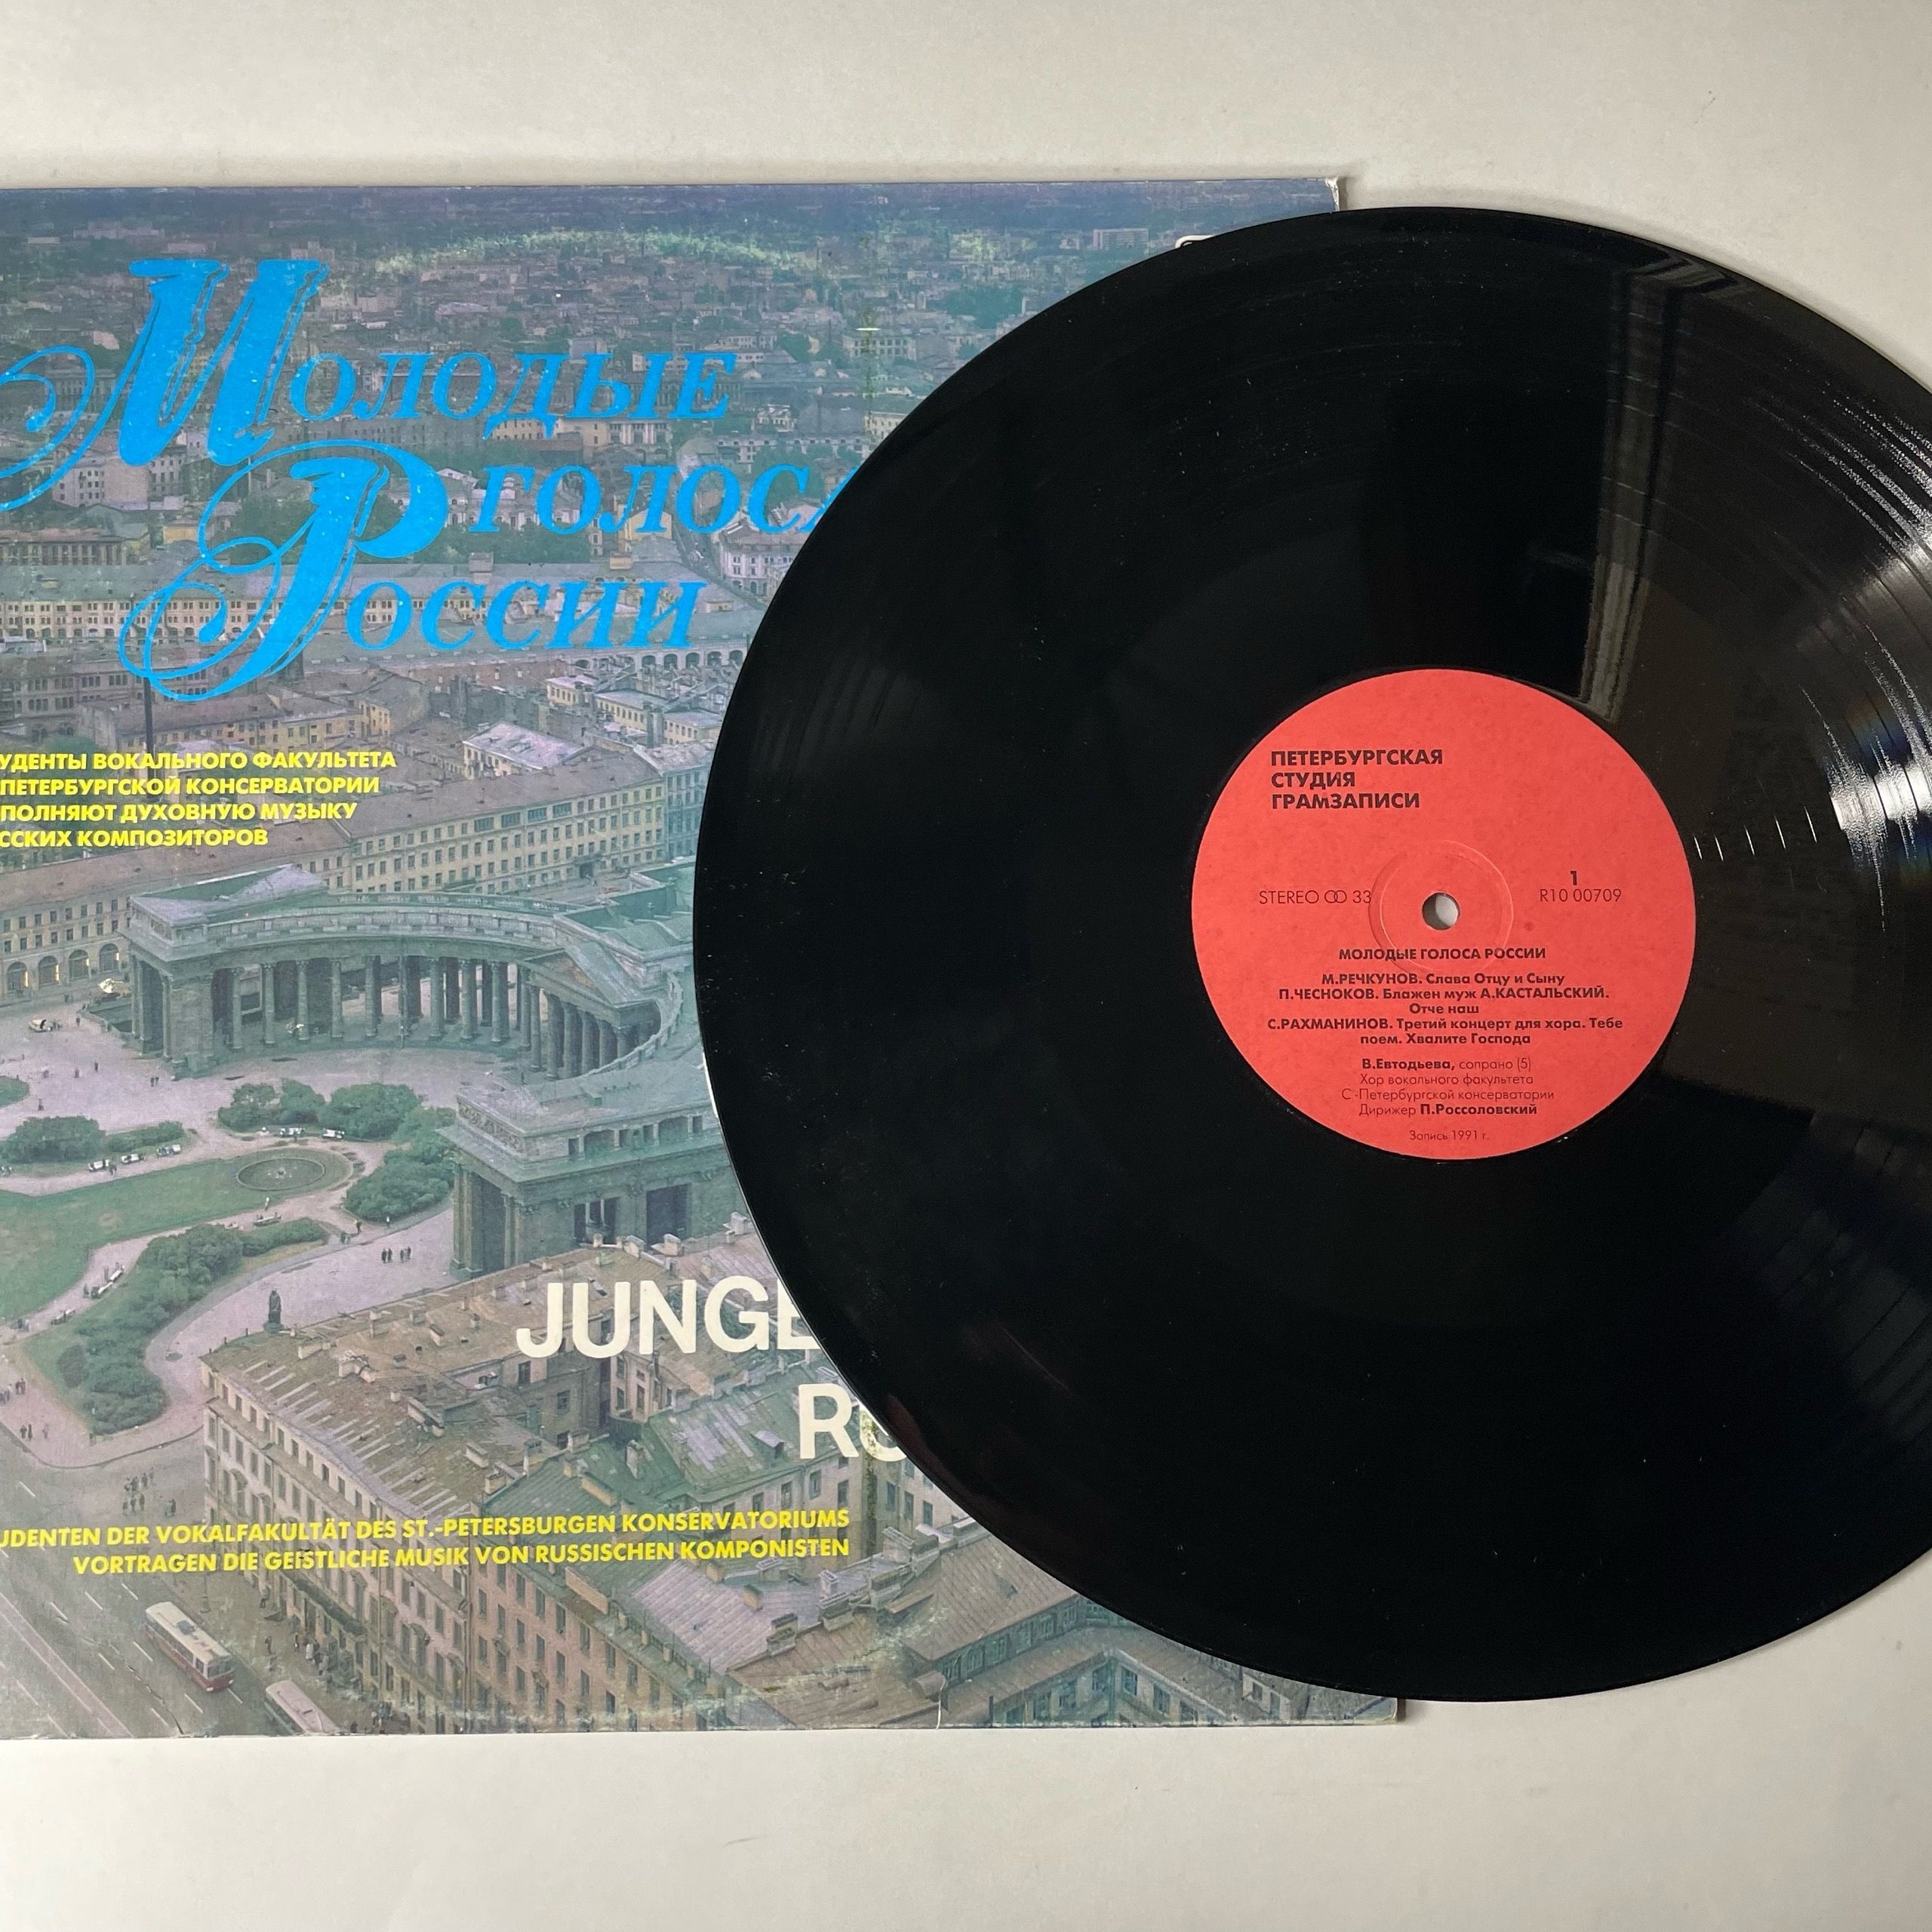 Молодые
голоса
России
УДЕНТЫ ВОКАЛЬНОГО ФАКУЛЬТЕТА
ПЕТЕРБУРГСКОЙ КОНСЕРВАТОРИИ
ПОЛНЯЮТ ДУХОВНУЮ МУЗЫКУ
ССКИХ КОМПОЗИТОРОВ
JUNGE
RU
UDENTEN DER VOKALFAKULTÄT DES ST.-PETERSBURGEN KONSERVATORIUMS
VORTRAGEN DIE GEISTLICHE MUSIK VON RUSSISCHEN KOMPONISTEN
ПЕТЕРБУРГСКАЯ
СТУДИЯ
ГРАМЗАПИСИ
STEREO 33
1
R10 00709
МОЛОДЫЕ ГОЛОСА РОССИИ
М.РЕЧКУНОВ. Слава Отцу и Сыну
П.ЧЕСНОКОВ. Блажен муж А.КАСТАЛЬСКИЙ.
Отче наш
С.РАХМАНИНОВ. Третий концерт для хора. Тебе
поем. Хвалите Господа
В.Евтодьева, сопрано (5)
Хор вокального факультета
С.-Петербургской консерватории
Дирижер П.Россоловский
Запись 1991 г.